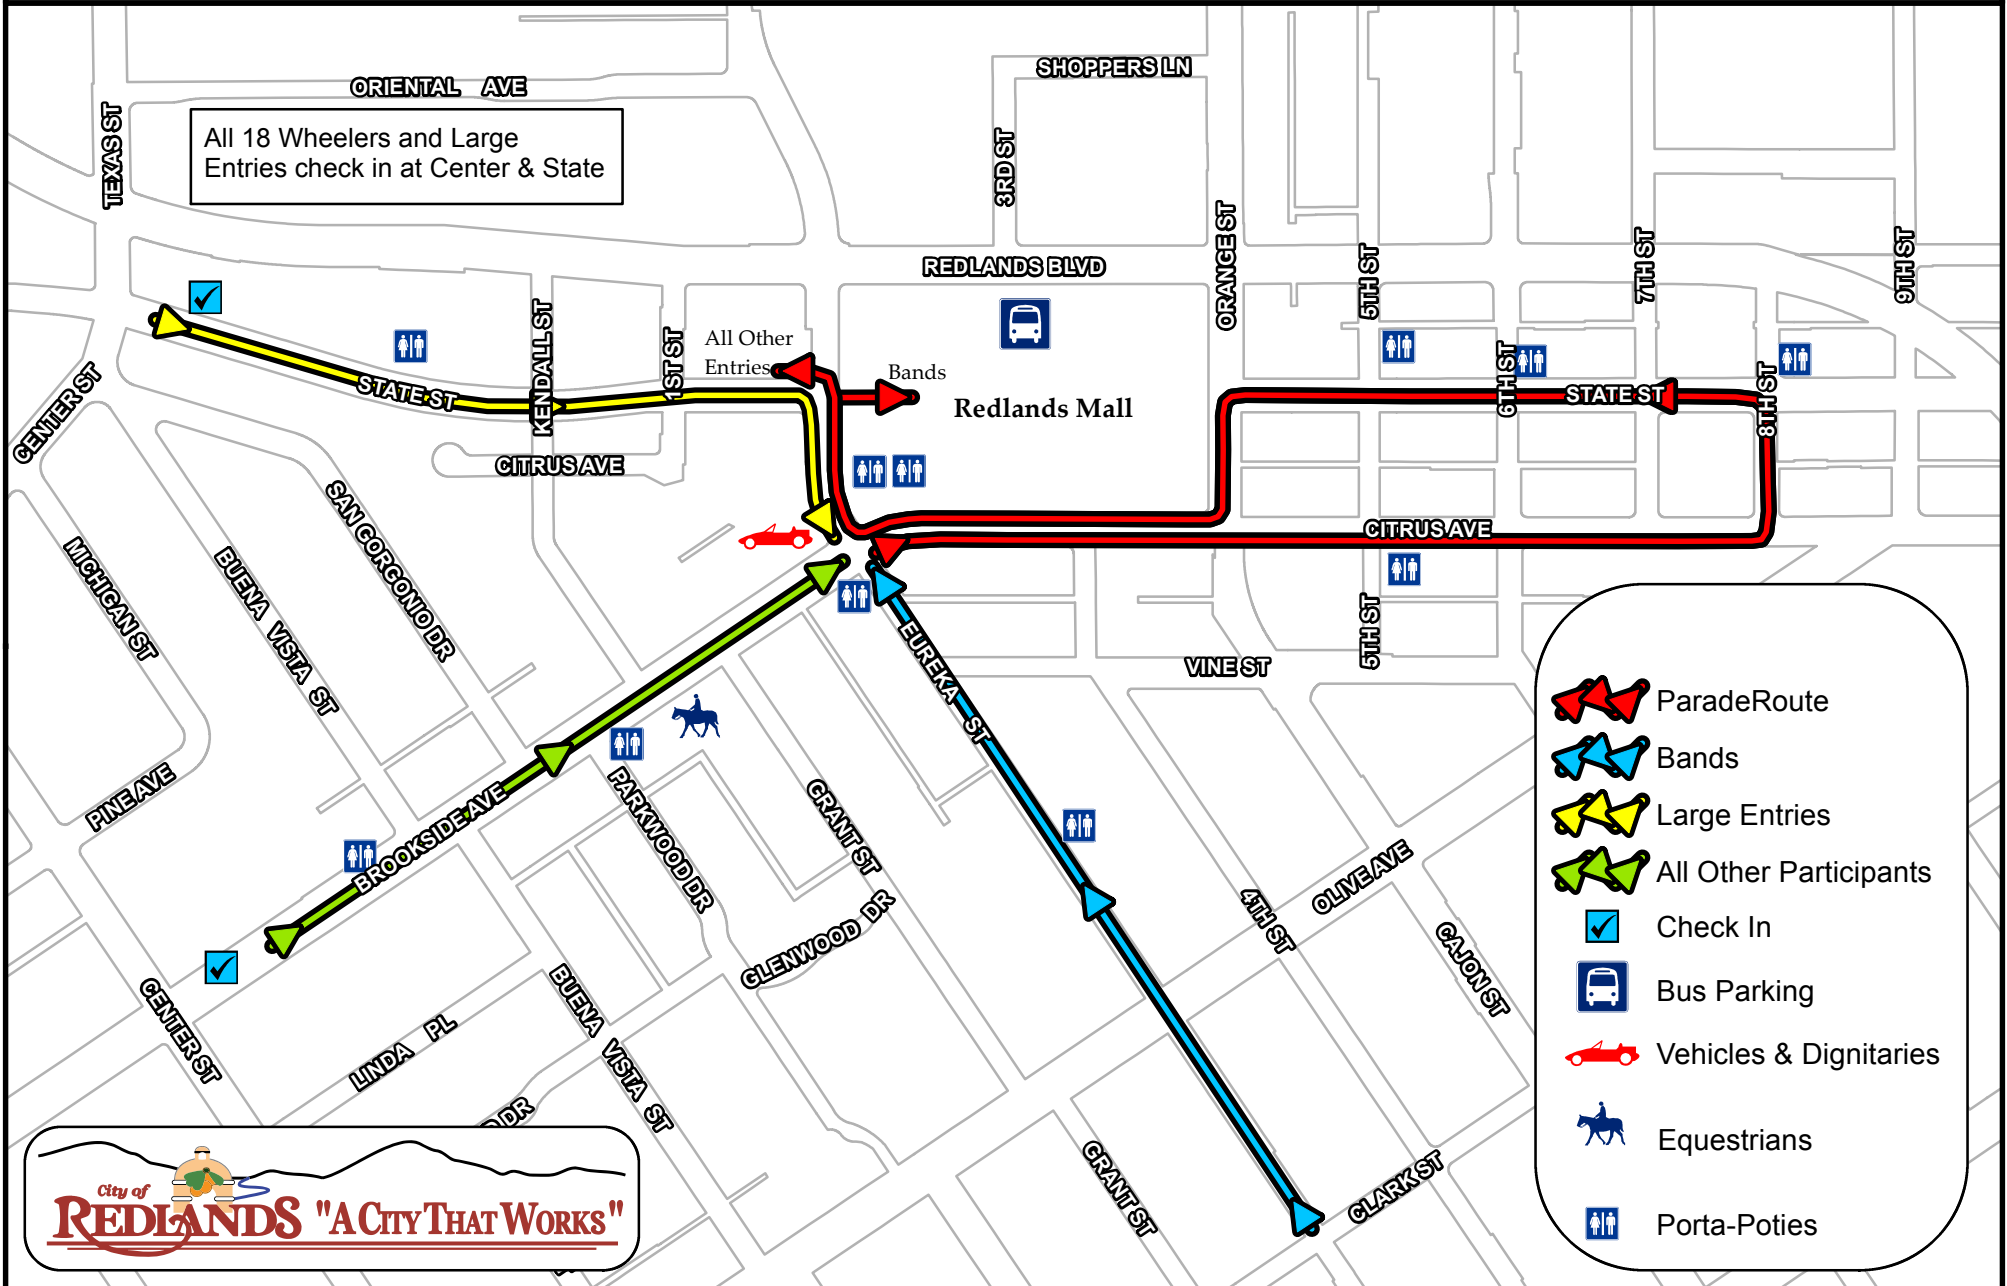 ORIENTAL AVE
SHOPPERS LN
TEXAS ST
All 18 Wheelers and Large
Entries check in at Center & State
3RD ST
ORANGE ST
REDLANDS BLVD
5TH ST
7TH ST
9TH ST
KENDALL ST
1ST ST
All Other
Entries
Bands
Redlands Mall
STATE ST
6TH ST
STATE ST
8TH ST
CENTER ST
CITRUS AVE
SAN GORGONIO DR
CITRUS AVE
MICHIGAN ST
BUENA VISTA ST
EUREKA ST
5TH ST
VINE ST
PINE AVE
BROOKSIDE AVE
PARKWOOD DR
GRANT ST
GLENWOOD DR
OLIVE AVE
4TH ST
CAJON ST
CENTER ST
LINDA PL
BUENA VISTA ST
DR
GRANT ST
CLARK ST
ParadeRoute
Bands
Large Entries
All Other Participants
Check In
Bus Parking
Vehicles & Dignitaries
Equestrians
Porta-Poties
City of
REDLANDS "A CITY THAT WORKS"